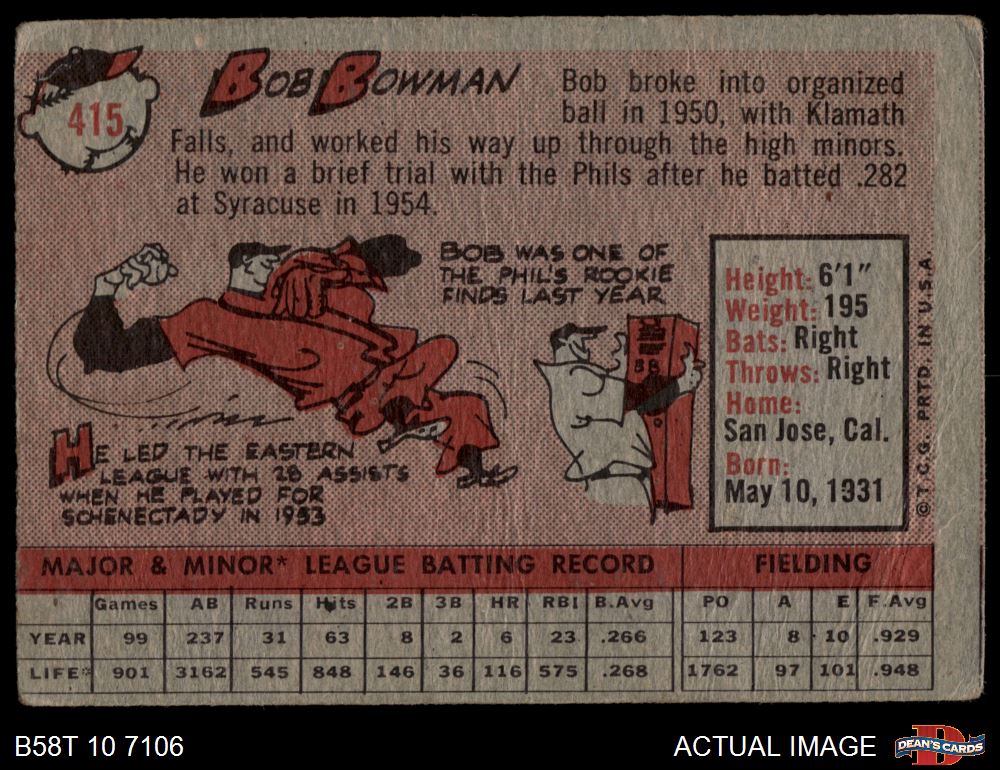 415
BOB BOWMAN
Bob broke into organized
ball in 1950, with Klamath
Falls, and worked his way up through the high minors.
He won a brief trial with the Phils after he batted .282
at Syracuse in 1954.
BOB WAS ONE OF
THE PHIL'S ROOKIE
FINDS LAST YEAR
HE LED THE EASTERN
LEAGUE WITH 28 ASSISTS
WHEN HE PLAYED FOR
SCHENECTADY IN 1953
Height: 6'1"
Weight: 195
Bats: Right
Throws: Right
Home:
San Jose, Cal.
Born:
May 10, 1931
© T.C.G. PRTD. IN U.S.A.
MAJOR & MINOR* LEAGUE BATTING RECORD FIELDING
Games AB Runs Hits 2B 3B HR RBI B.Avg PO A E F.Avg
YEAR 99 237 31 63 8 2 6 23 .266 123 8 10 .929
LIFE* 901 3162 545 848 146 36 116 575 .268 1762 97 101 .948
B58T 10 7106
ACTUAL IMAGE
DEAN'S CARDS